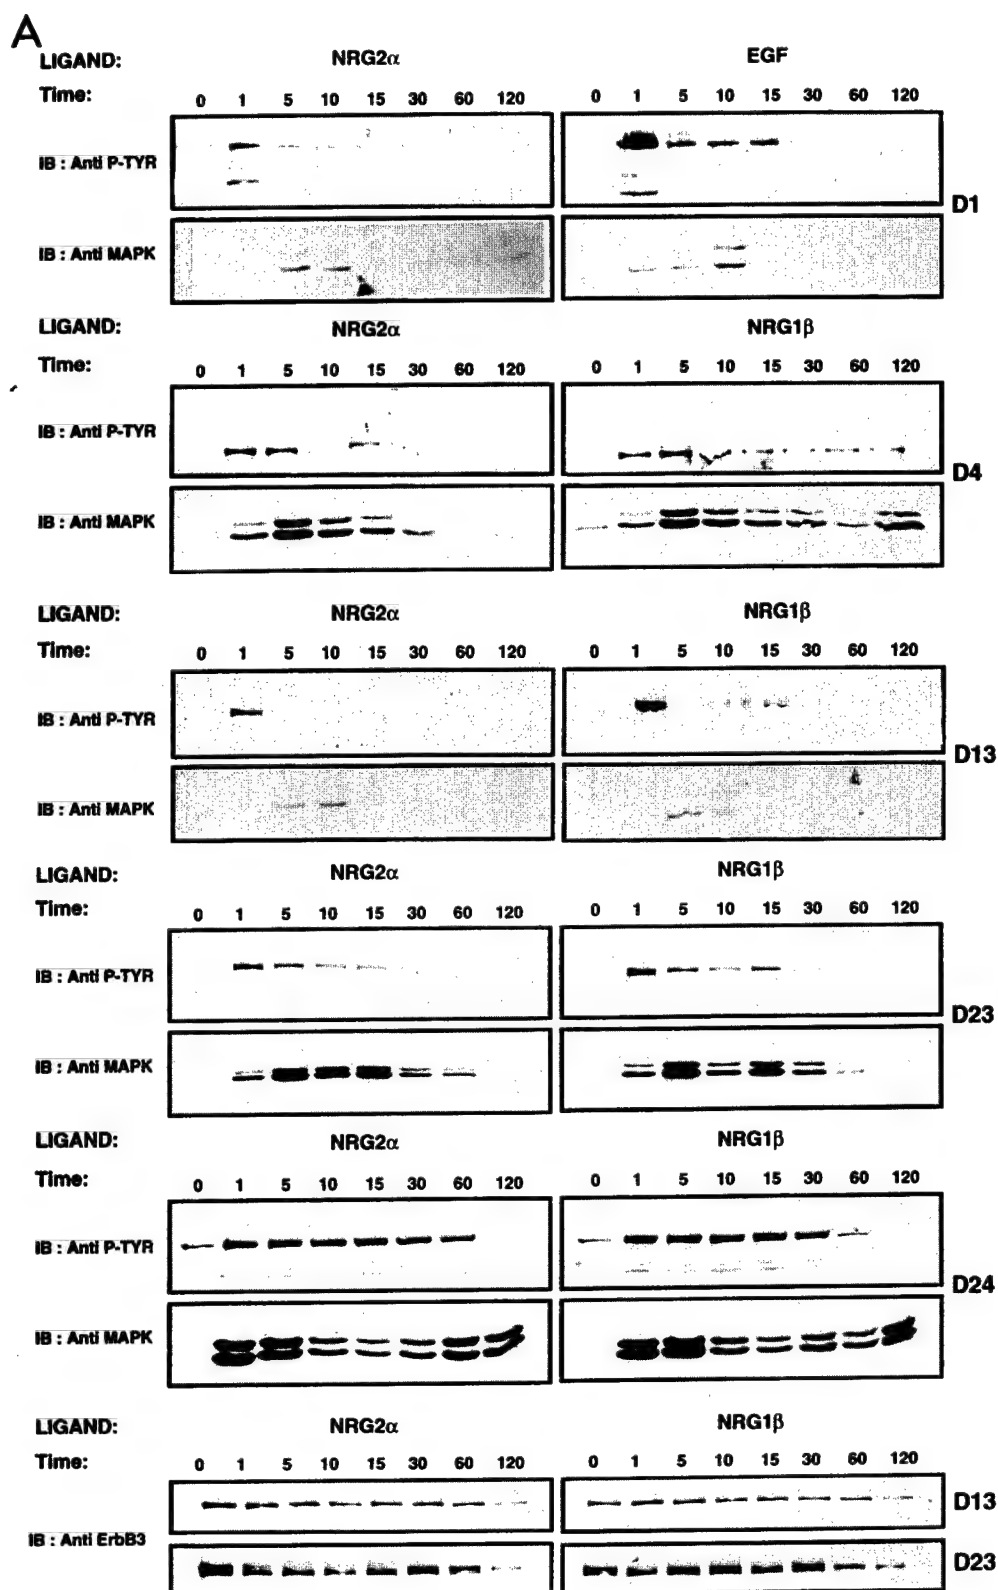 A
LIGAND: NRG2α EGF
Time: 0 1 5 10 15 30 60 120 0 1 5 10 15 30 60 120
IB : Anti P-TYR
D1
IB : Anti MAPK
LIGAND: NRG2α NRG1β
Time: 0 1 5 10 15 30 60 120 0 1 5 10 15 30 60 120
IB : Anti P-TYR
D4
IB : Anti MAPK
LIGAND: NRG2α NRG1β
Time: 0 1 5 10 15 30 60 120 0 1 5 10 15 30 60 120
IB : Anti P-TYR
D13
IB : Anti MAPK
LIGAND: NRG2α NRG1β
Time: 0 1 5 10 15 30 60 120 0 1 5 10 15 30 60 120
IB : Anti P-TYR
D23
IB : Anti MAPK
LIGAND: NRG2α NRG1β
Time: 0 1 5 10 15 30 60 120 0 1 5 10 15 30 60 120
IB : Anti P-TYR
D24
IB : Anti MAPK
LIGAND: NRG2α NRG1β
Time: 0 1 5 10 15 30 60 120 0 1 5 10 15 30 60 120
D13
IB : Anti ErbB3
D23